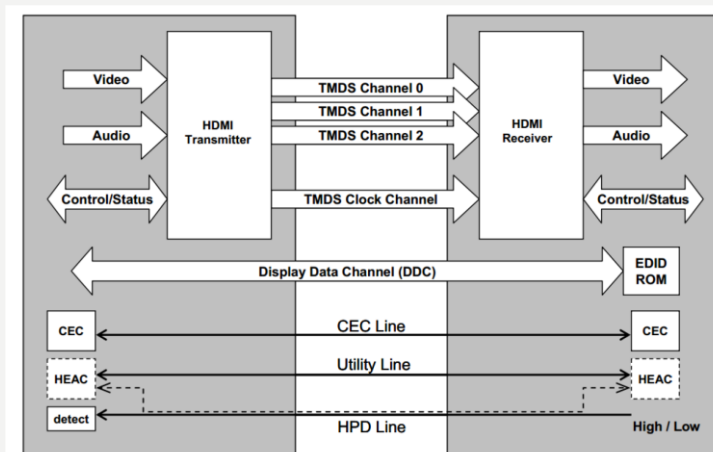 Video
Audio
Control/Status
HDMI
Transmitter
TMDS Channel 0
TMDS Channel 1
TMDS Channel 2
TMDS Clock Channel
HDMI
Receiver
Video
Audio
Control/Status
Display Data Channel (DDC)
EDID
ROM
CEC
CEC Line
CEC
HEAC
Utility Line
HEAC
detect
HPD Line
High / Low